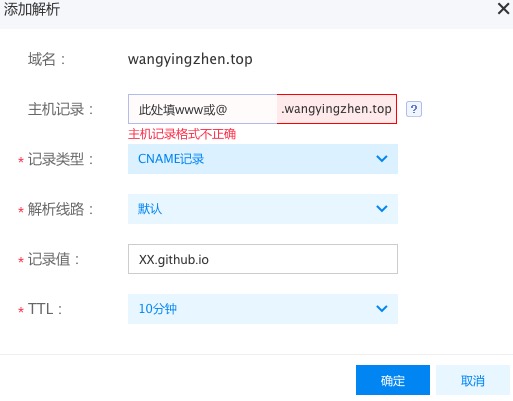 添加解析
域名：
wangyingzhen.top
主机记录：
此处填www或@
.wangyingzhen.top
?
主机记录格式不正确
* 记录类型：
CNAME记录
* 解析线路：
默认
* 记录值：
XX.github.io
* TTL：
10分钟
确定
取消